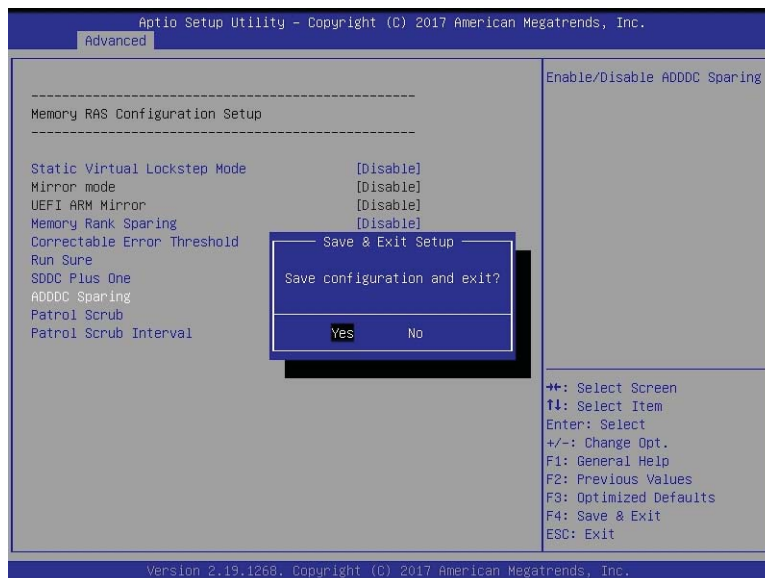 Aptio Setup Utility – Copyright (C) 2017 American Megatrends, Inc.
Advanced
--------------------------------------------------
Memory RAS Configuration Setup
--------------------------------------------------
Static Virtual Lockstep Mode [Disable]
Mirror mode [Disable]
UEFI ARM Mirror [Disable]
Memory Rank Sparing [Disable]
Correctable Error Threshold
Run Sure
SDDC Plus One
ADDDC Sparing
Patrol Scrub
Patrol Scrub Interval
Save & Exit Setup
Save configuration and exit?
Yes No
Enable/Disable ADDDC Sparing
→←: Select Screen
↑↓: Select Item
Enter: Select
+/-: Change Opt.
F1: General Help
F2: Previous Values
F3: Optimized Defaults
F4: Save & Exit
ESC: Exit
Version 2.19.1268. Copyright (C) 2017 American Megatrends, Inc.